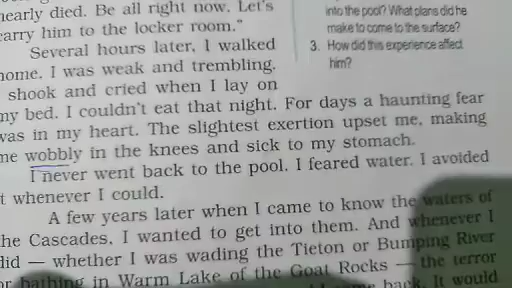 nearly died. Be all right now. Let's
carry him to the locker room."
Several hours later, I walked
home. I was weak and trembling.
shook and cried when I lay on
my bed. I couldn't eat that night. For days a haunting fear
was in my heart. The slightest exertion upset me, making
me wobbly in the knees and sick to my stomach.
I never went back to the pool. I feared water. I avoided
it whenever I could.
A few years later when I came to know the waters of
the Cascades, I wanted to get into them. And whenever I
did — whether I was wading the Tieton or Bumping River
or bathing in Warm Lake of the Goat Rocks — the terror
back. It would
into the pool? What plans did he
make to come to the surface?
3. How did this experience affect
him?